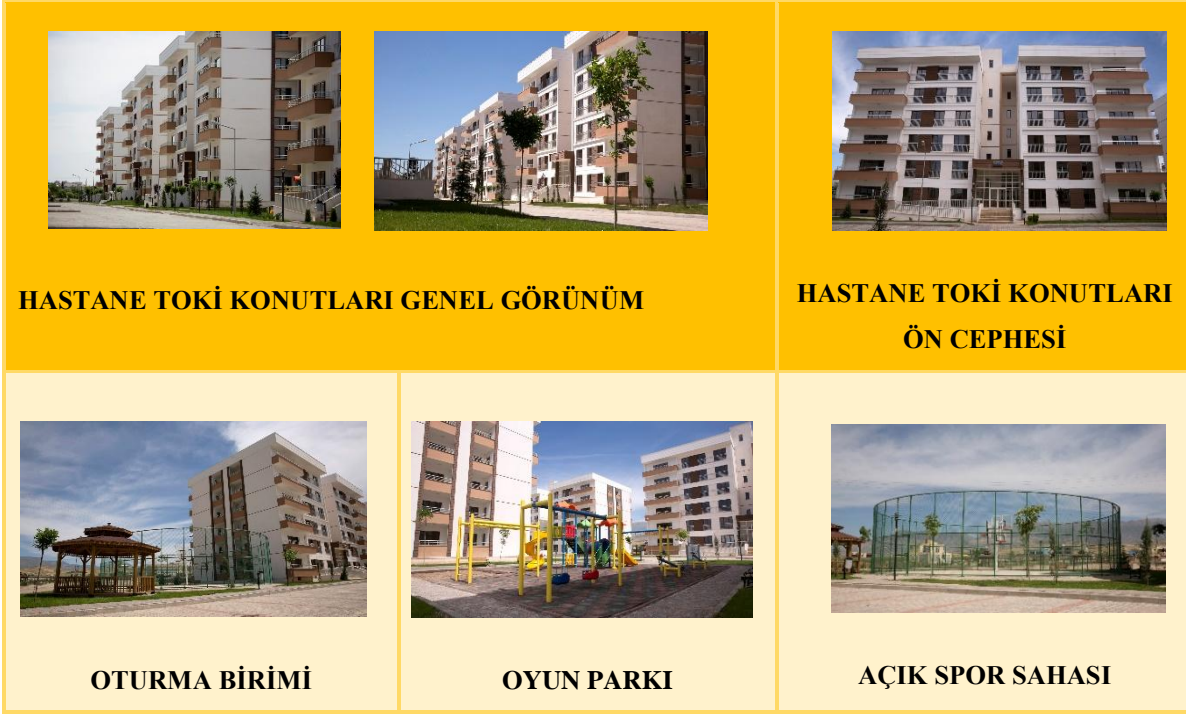 HASTANE TOKİ KONUTLARI GENEL GÖRÜNÜM
HASTANE TOKİ KONUTLARI
ÖN CEPHESİ
OTURMA BİRİMİ
OYUN PARKI
AÇIK SPOR SAHASI